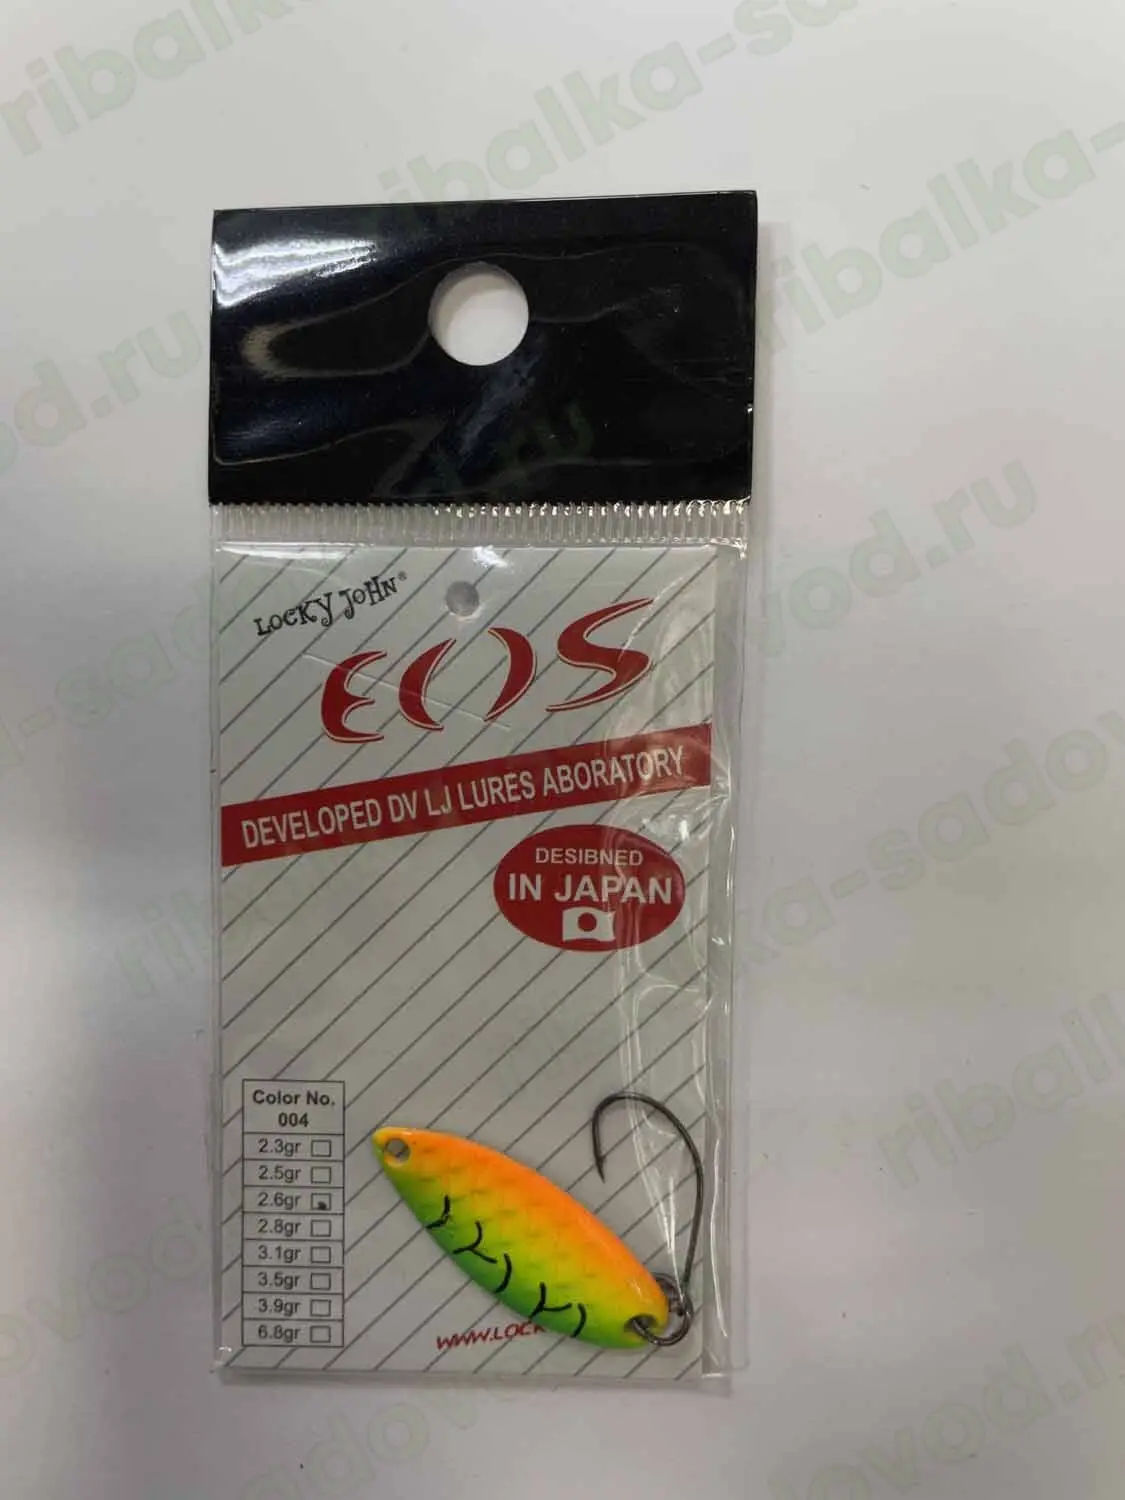 LOCKY JOHN®
EOS
DEVELOPED DV LJ LURES ABORATORY
DESIBNED
IN JAPAN
Color No.
004
2.3gr
2.5gr
2.6gr
2.8gr
3.1gr
3.5gr
3.9gr
6.8gr
WWW.LOCK
ribalka-sadovod.ru